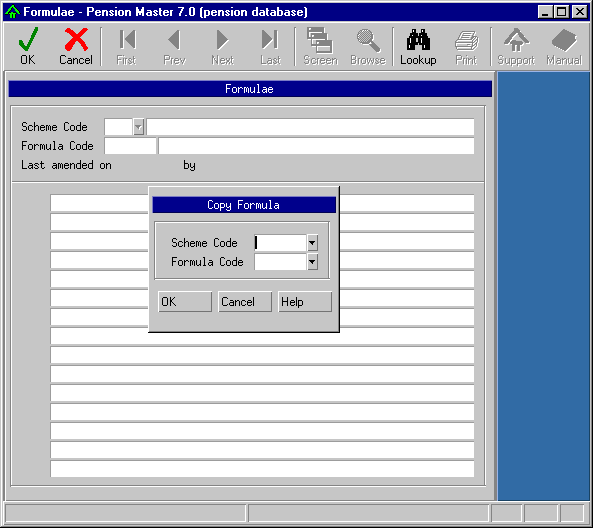 Formulae - Pension Master 7.0 (pension database)
OK Cancel First Prev Next Last Screen Browse Lookup Print Support Manual
Formulae
Scheme Code
Formula Code
Last amended on by
Copy Formula
Scheme Code
Formula Code
OK Cancel Help